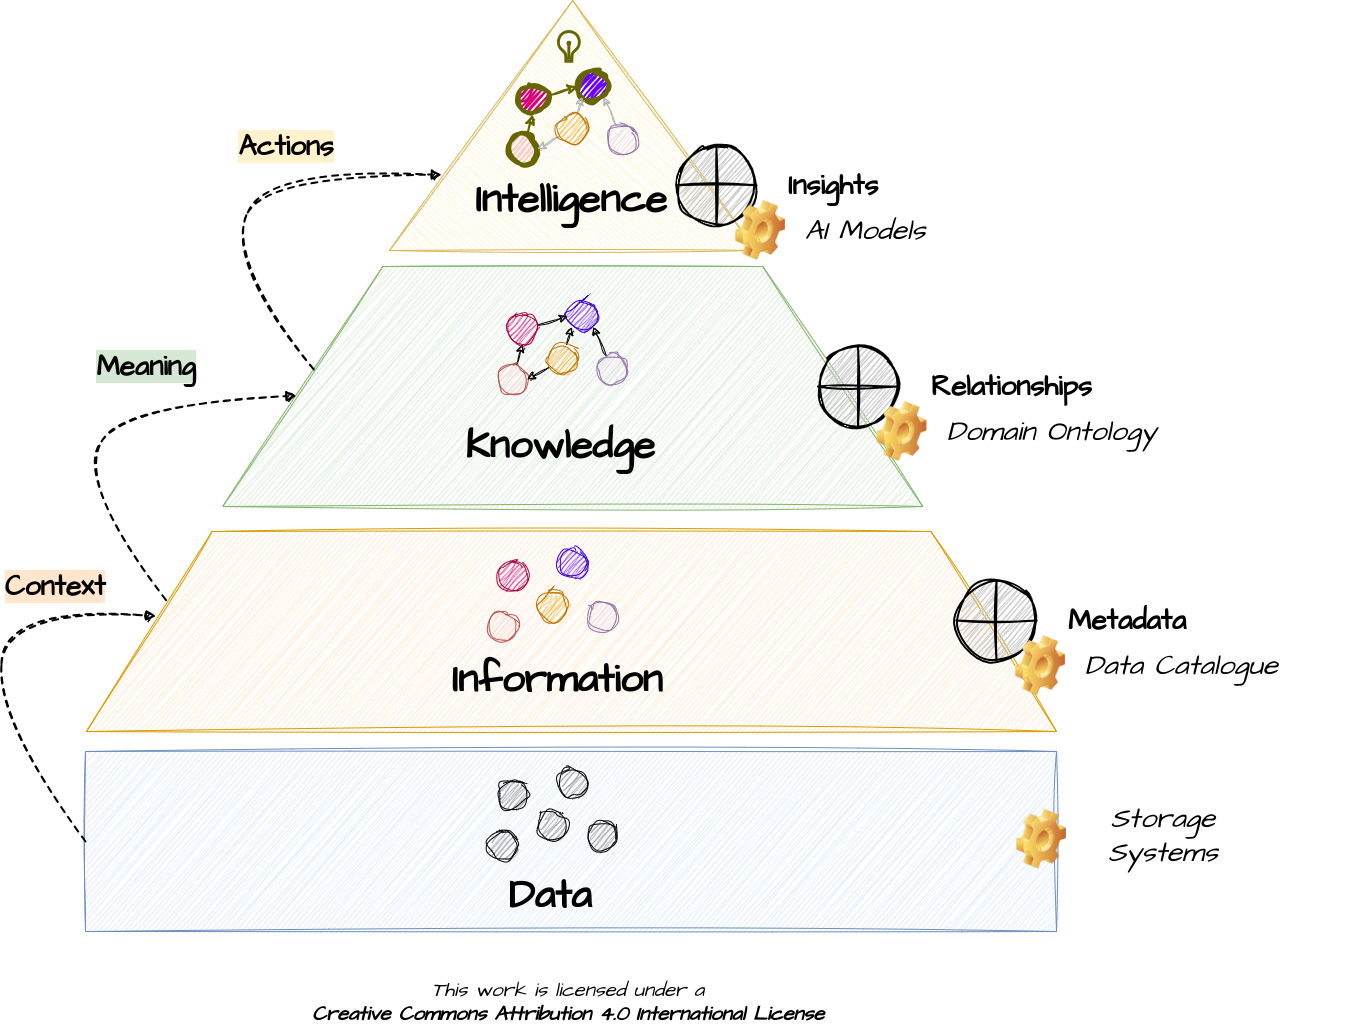 Actions
Intelligence
Insights
AI Models
Meaning
Knowledge
Relationships
Domain Ontology
Context
Information
Metadata
Data Catalogue
Data
Storage
Systems
This work is licensed under a
Creative Commons Attribution 4.0 International License